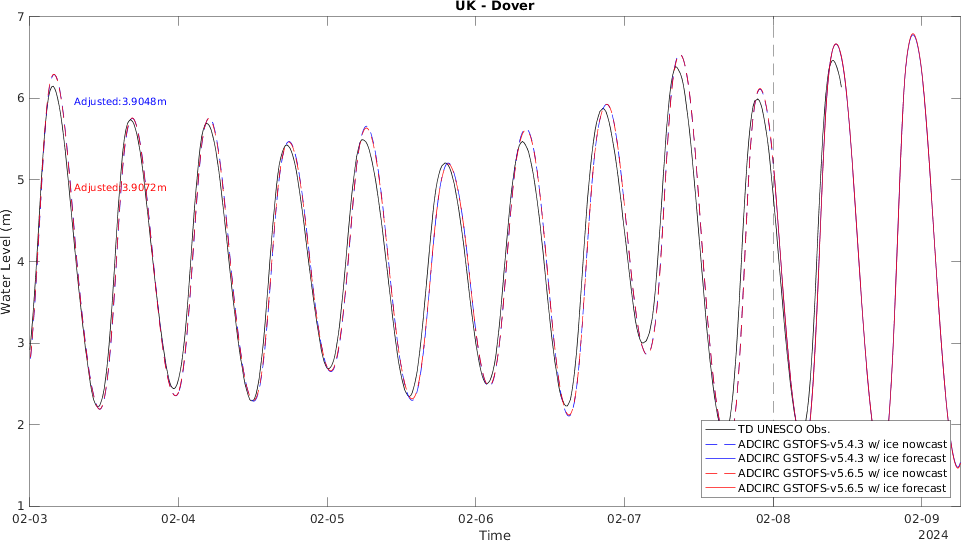 UK - Dover
7
6
5
4
3
2
1
Water Level (m)
Adjusted:3.9048m
Adjusted:3.9072m
TD UNESCO Obs.
ADCIRC GSTOFS-v5.4.3 w/ ice nowcast
ADCIRC GSTOFS-v5.4.3 w/ ice forecast
ADCIRC GSTOFS-v5.6.5 w/ ice nowcast
ADCIRC GSTOFS-v5.6.5 w/ ice forecast
02-03 02-04 02-05 02-06 02-07 02-08 02-09
Time
2024